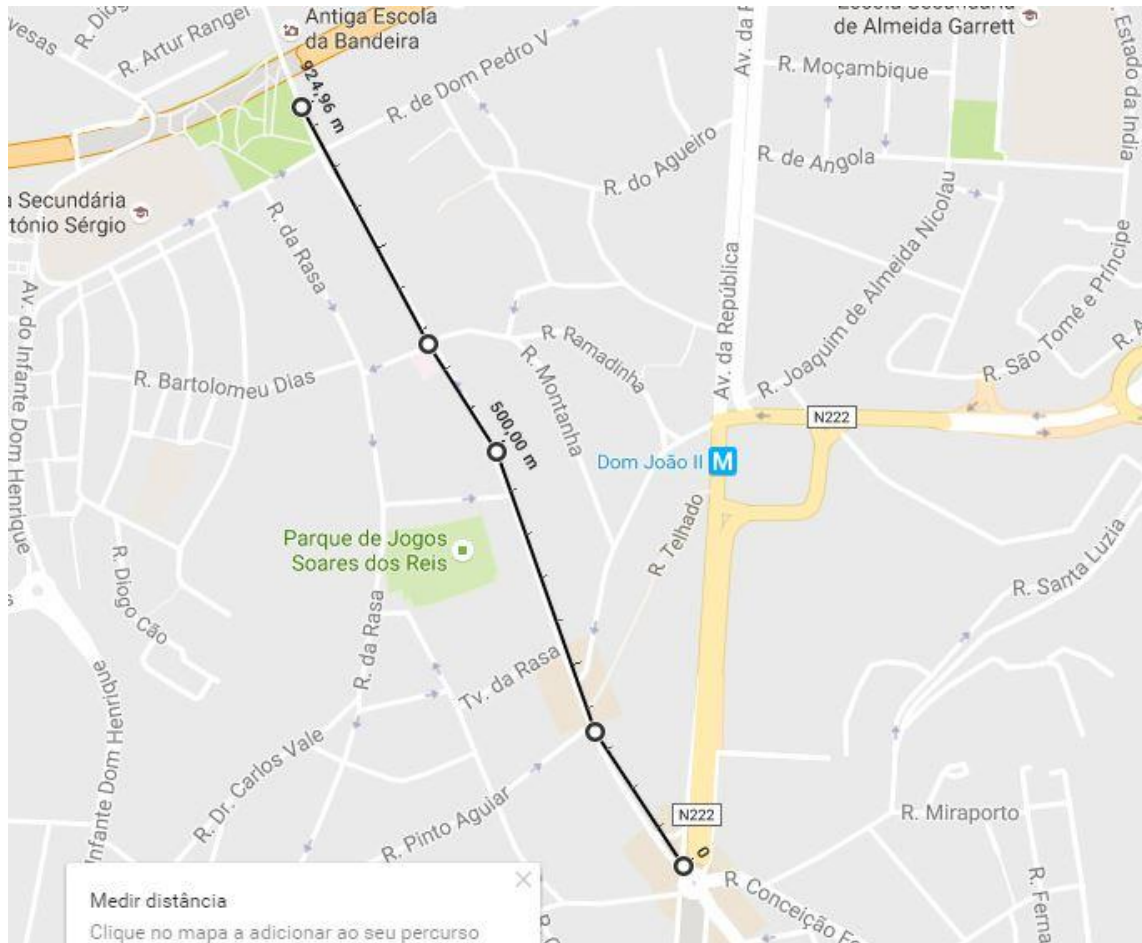 Antiga Escola
da Bandeira
de Almeida Garrett
R. Artur
R. de Dom Pedro V
924,96 m
Av. da
R. Moçambique
Estado da India
R. de Angola
R. do Agueiro
Secundária
António Sérgio
R. da Rasa
R. Joaquim de Almeida Nicolau
R. São Tomé e Príncipe
Av. da República
Av. do Infante Dom Henrique
R. Bartolomeu Dias
R. Ramadinha
R. Montanha
500,00 m
N222
Dom João II
M
R. Telhado
Parque de Jogos
Soares dos Reis
R. Santa Luzia
R. Diogo Cão
R. da Rasa
Tv. da Rasa
Infante Dom Henrique
R. Dr. Carlos Vale
R. Pinto Aguiar
N222
R. Miraporto
0
R. Conceição
Medir distância
Clique no mapa a adicionar ao seu percurso